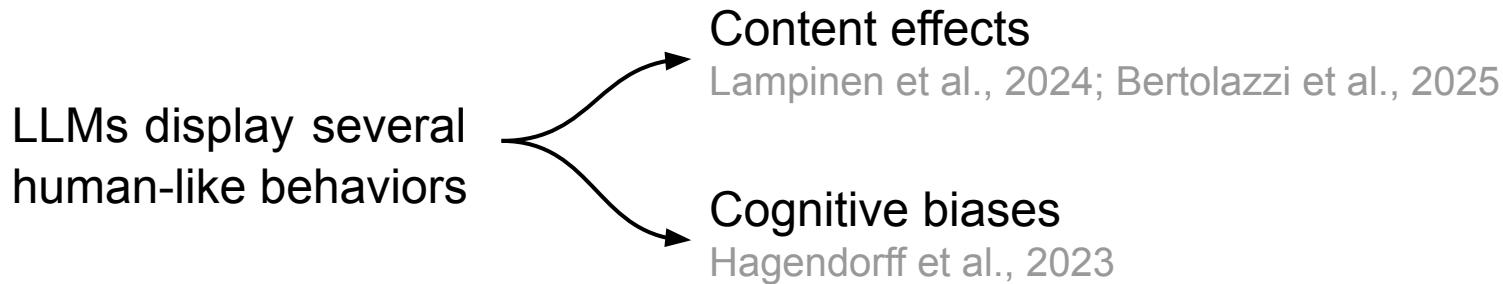 LLMs display several
human-like behaviors
Content effects
Lampinen et al., 2024; Bertolazzi et al., 2025
Cognitive biases
Hagendorff et al., 2023